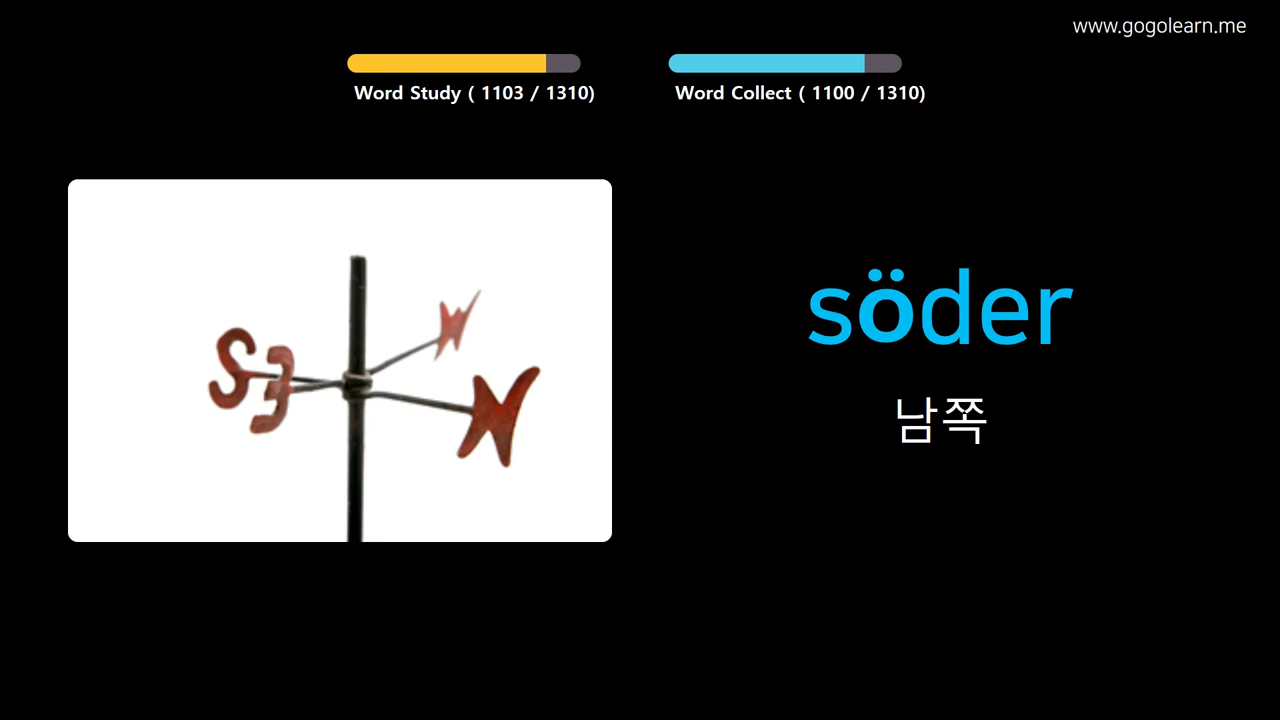 www.gogolearn.me
Word Study ( 1103 / 1310)
Word Collect ( 1100 / 1310)
söder
남쪽
S
E
N